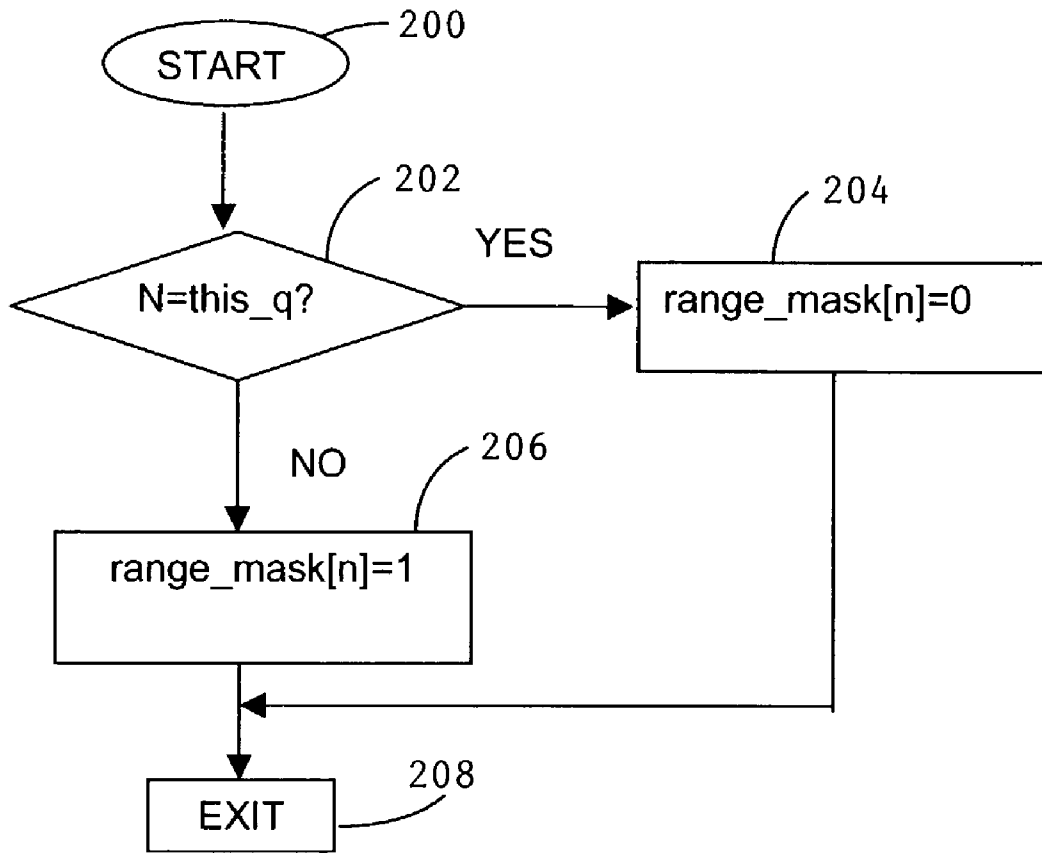 200
START
202
204
YES
N=this_q?
range_mask[n]=0
NO
206
range_mask[n]=1
208
EXIT